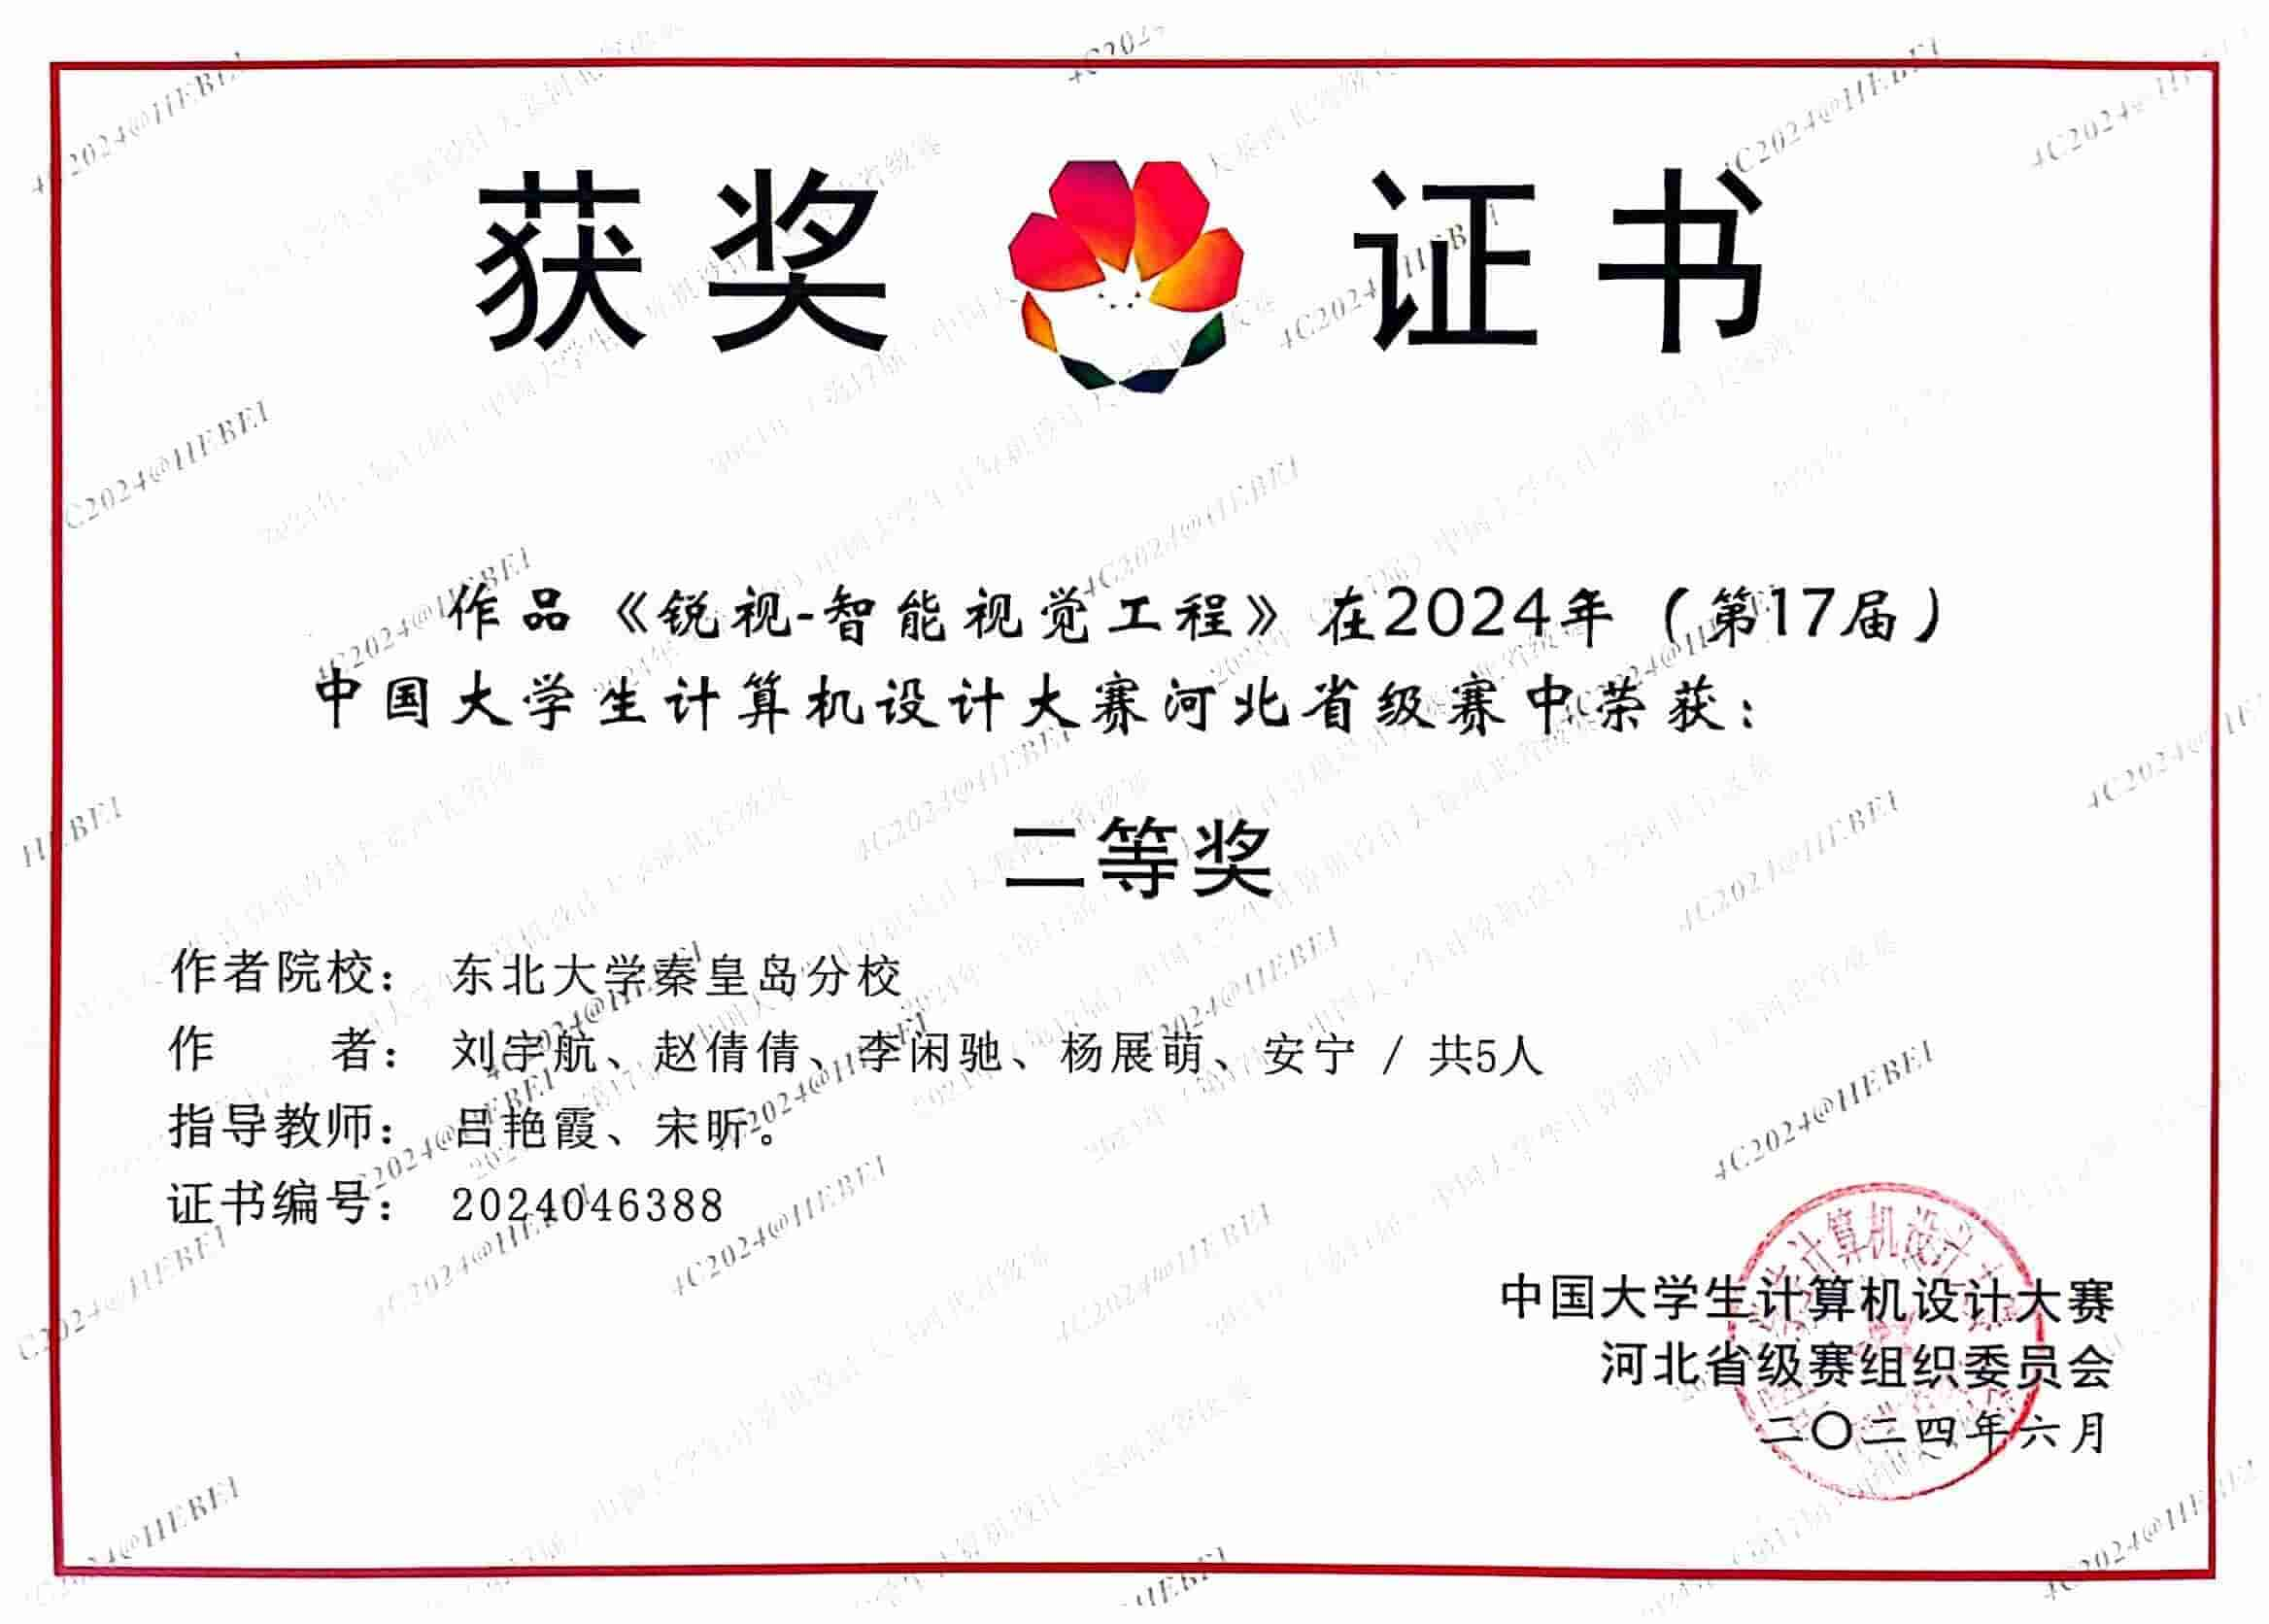 获奖证书
作品《锐视-智能视觉工程》在2024年（第17届）
中国大学生计算机设计大赛河北省级赛中荣获：
二等奖
作者院校： 东北大学秦皇岛分校
作 者： 刘宇航、赵倩倩、李闲驰、杨展萌、安宁 / 共5人
指导教师： 吕艳霞、宋昕。
证书编号： 2024046388
中国大学生计算机设计大赛
河北省级赛组织委员会
二〇二四年六月
4C2024@HEBEI